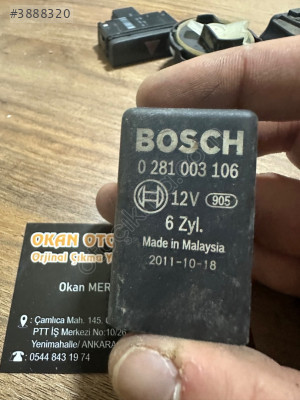 #3888320
BOSCH
0 281 003 106
12V 905
6 Zyl.
Made in Malaysia
2011-10-18
OKAN OTO
Orjinal Çıkma Y
Okan MER
: Çamlıca Mah. 145.
PTT İŞ Merkezi No:10/26
Yenimahalle/ ANKARA
: 0544 843 19 74